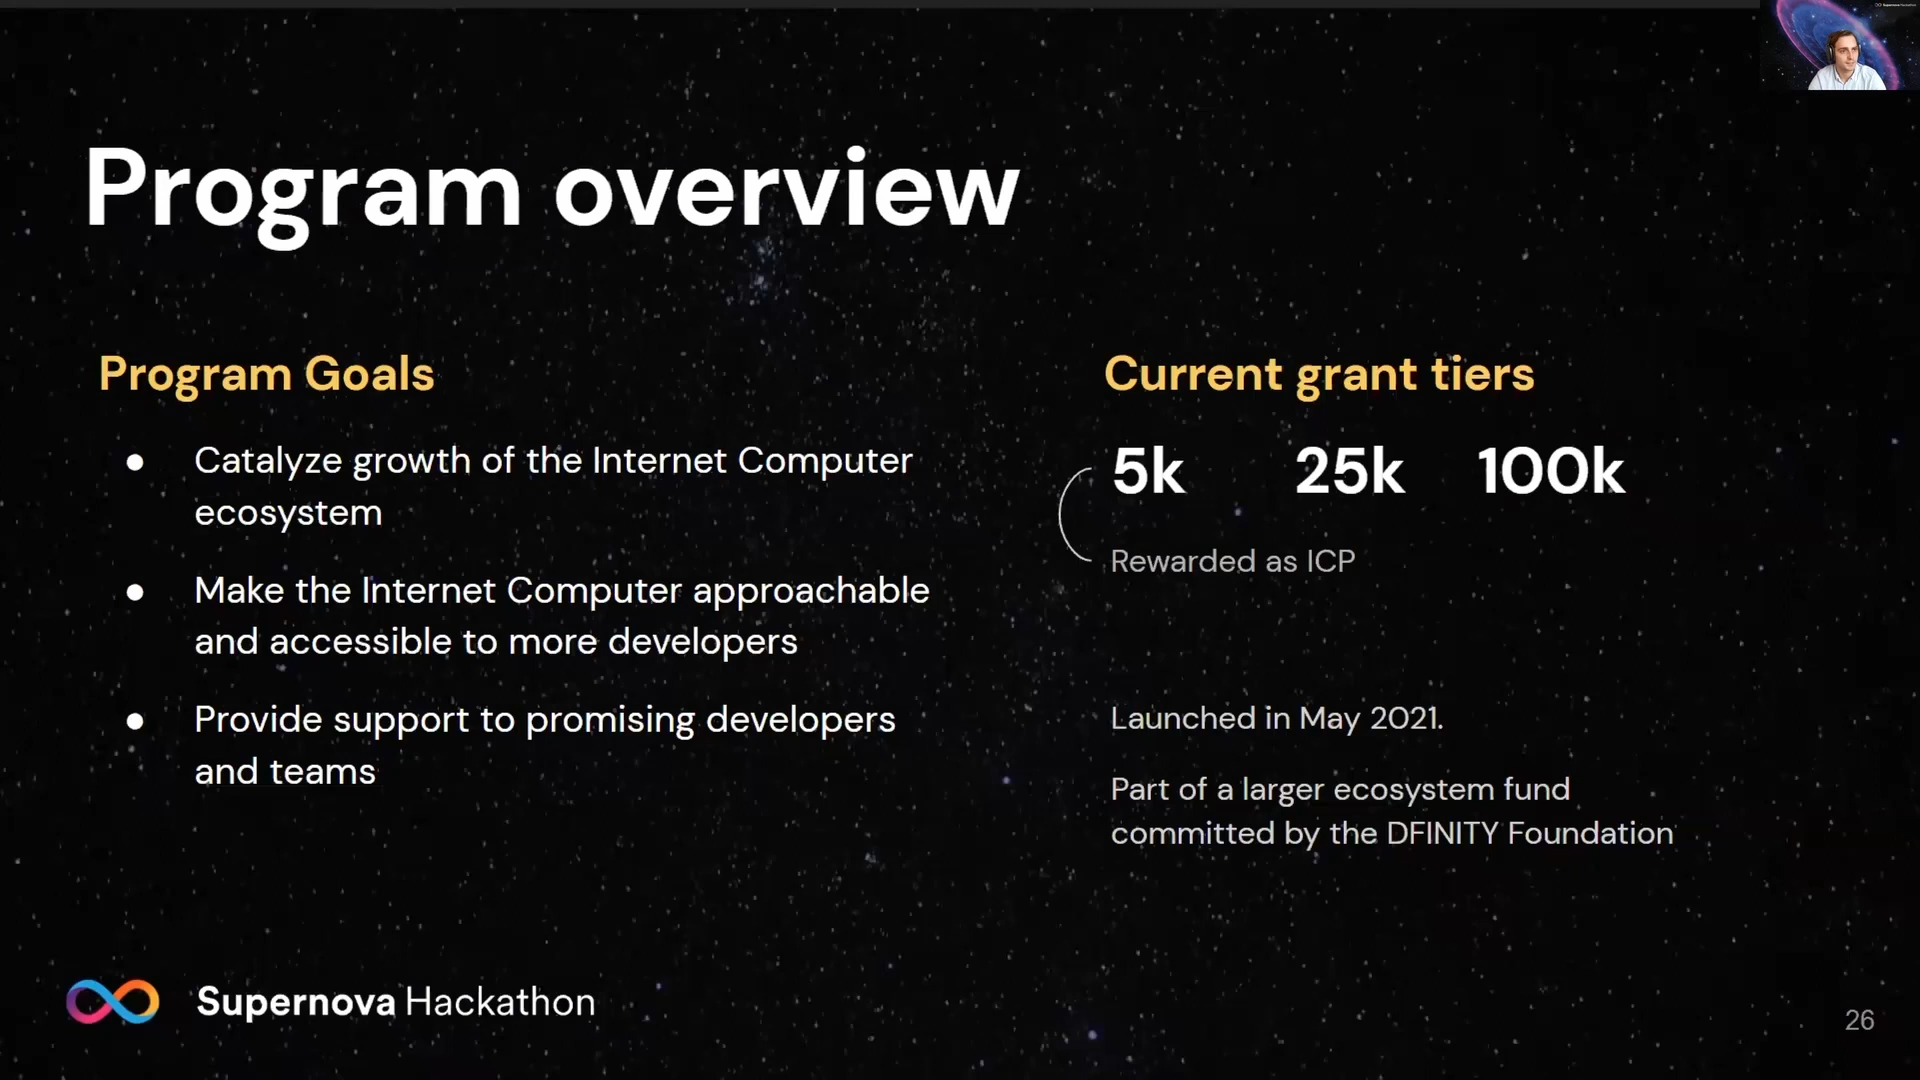 Program overview
Program Goals
● Catalyze growth of the Internet Computer
ecosystem
● Make the Internet Computer approachable
and accessible to more developers
● Provide support to promising developers
and teams
Current grant tiers
5k 25k 100k
Rewarded as ICP
Launched in May 2021.
Part of a larger ecosystem fund
committed by the DFINITY Foundation
Supernova Hackathon
26